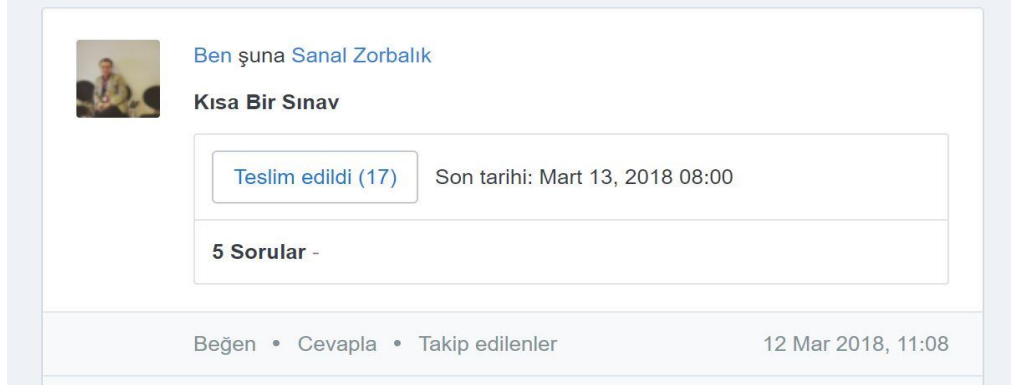 Ben şuna Sanal Zorbalık
Kısa Bir Sınav
Teslim edildi (17) Son tarihi: Mart 13, 2018 08:00
5 Sorular -
Beğen • Cevapla • Takip edilenler 12 Mar 2018, 11:08